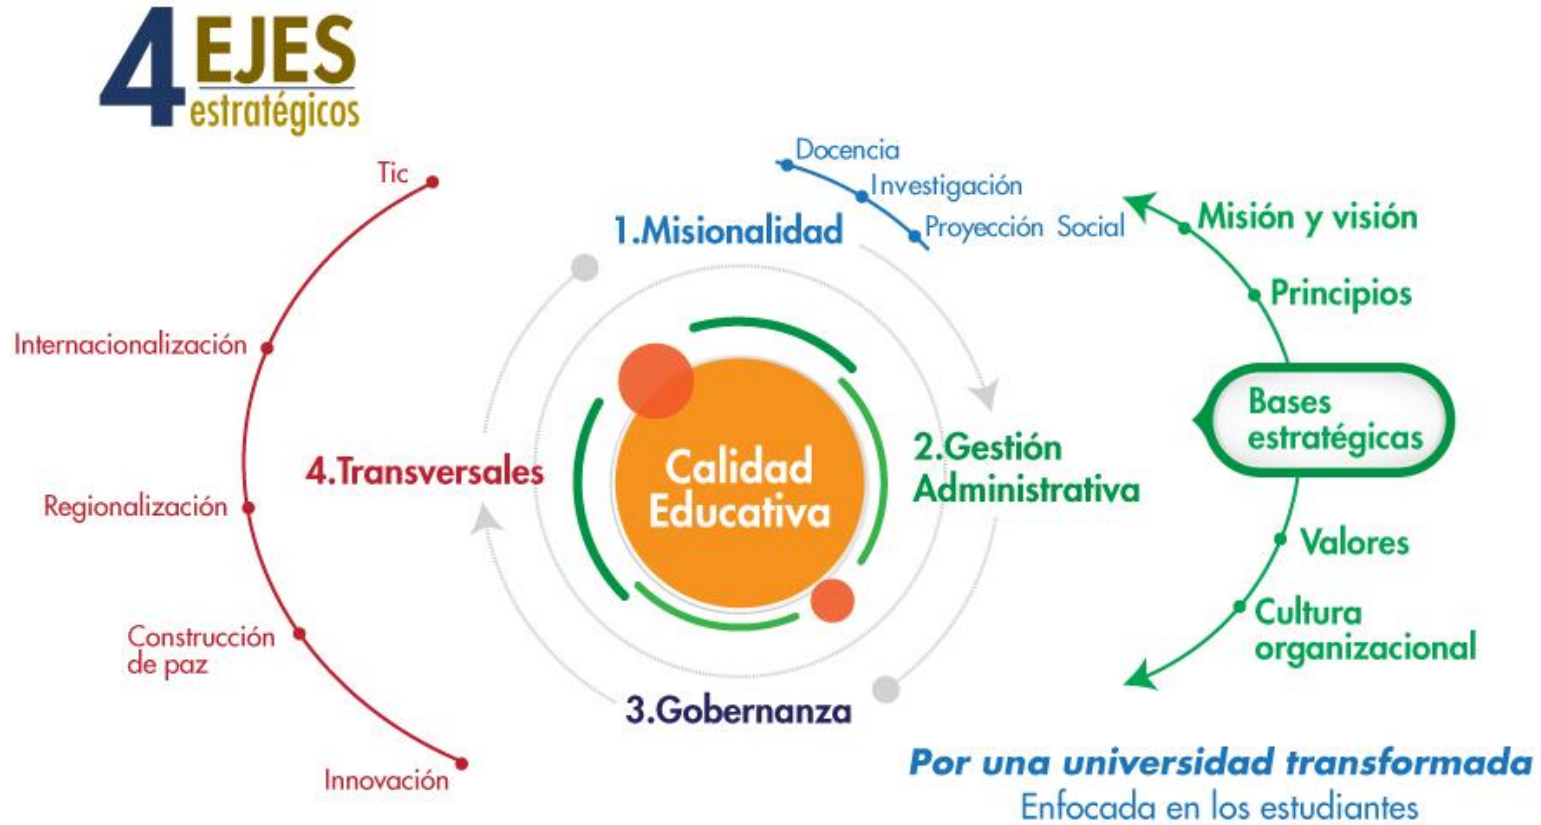 4 EJES
estratégicos
Tic
Internacionalización
Regionalización
Construcción
de paz
Innovación
1.Misionalidad
Docencia
Investigación
Proyección Social
4.Transversales
Calidad
Educativa
2.Gestión
Administrativa
3.Gobernanza
Misión y visión
Principios
Bases
estratégicas
Valores
Cultura
organizacional
Por una universidad transformada
Enfocada en los estudiantes